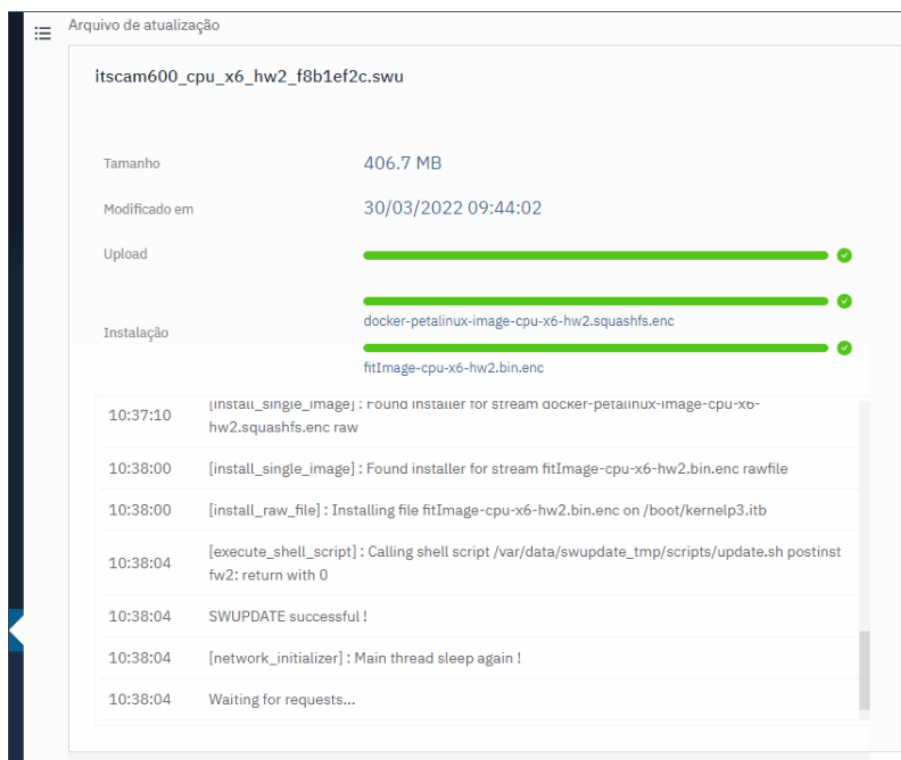 Arquivo de atualização
itscam600_cpu_x6_hw2_f8b1ef2c.swu
Tamanho
406.7 MB
Modificado em
30/03/2022 09:44:02
Upload
Instalação
docker-petalinux-image-cpu-x6-hw2.squashfs.enc
fitImage-cpu-x6-hw2.bin.enc
10:37:10
[install_single_image] : Found installer for stream docker-petalinux-image-cpu-x6-
hw2.squashfs.enc raw
10:38:00
[install_single_image] : Found installer for stream fitImage-cpu-x6-hw2.bin.enc rawfile
10:38:00
[install_raw_file] : Installing file fitImage-cpu-x6-hw2.bin.enc on /boot/kernelp3.itb
10:38:04
[execute_shell_script] : Calling shell script /var/data/swupdate_tmp/scripts/update.sh postinst
fw2: return with 0
10:38:04
SWUPDATE successful !
10:38:04
[network_initializer] : Main thread sleep again !
10:38:04
Waiting for requests...